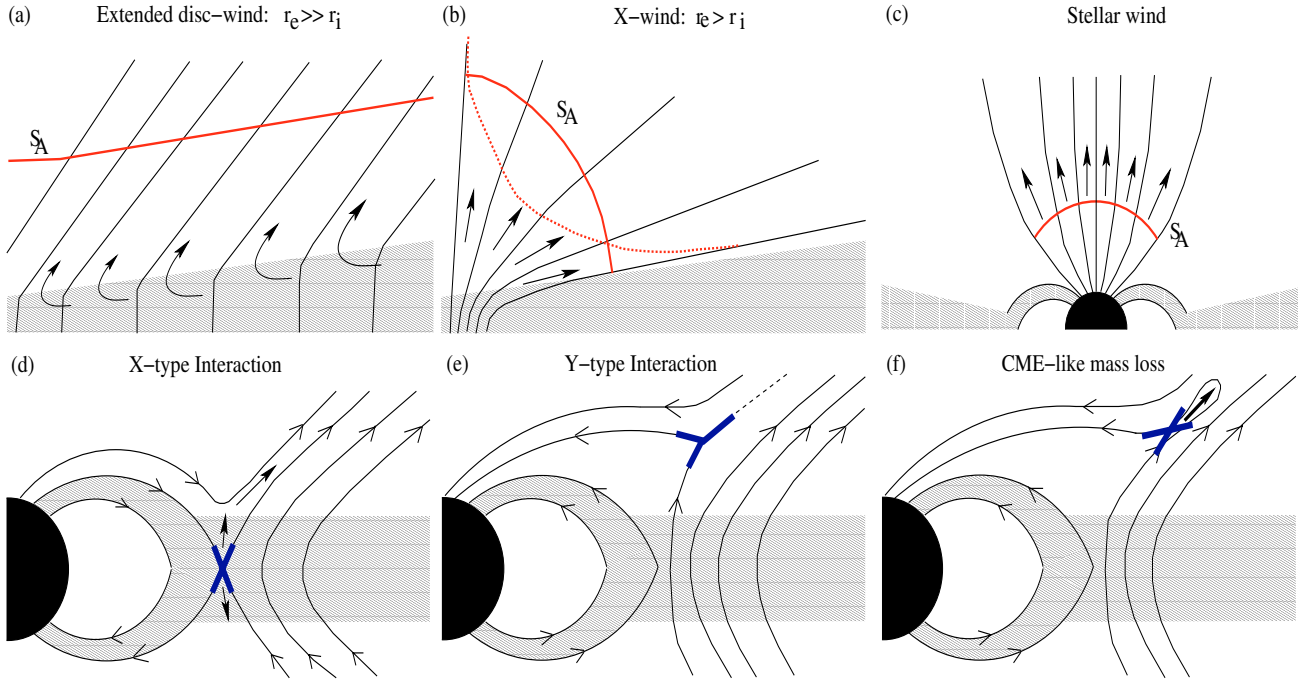 (a) Extended disc-wind: re >> ri
(b) X-wind: re > ri
(c) Stellar wind
SA
SA
SA
(d) X-type Interaction
(e) Y-type Interaction
(f) CME-like mass loss